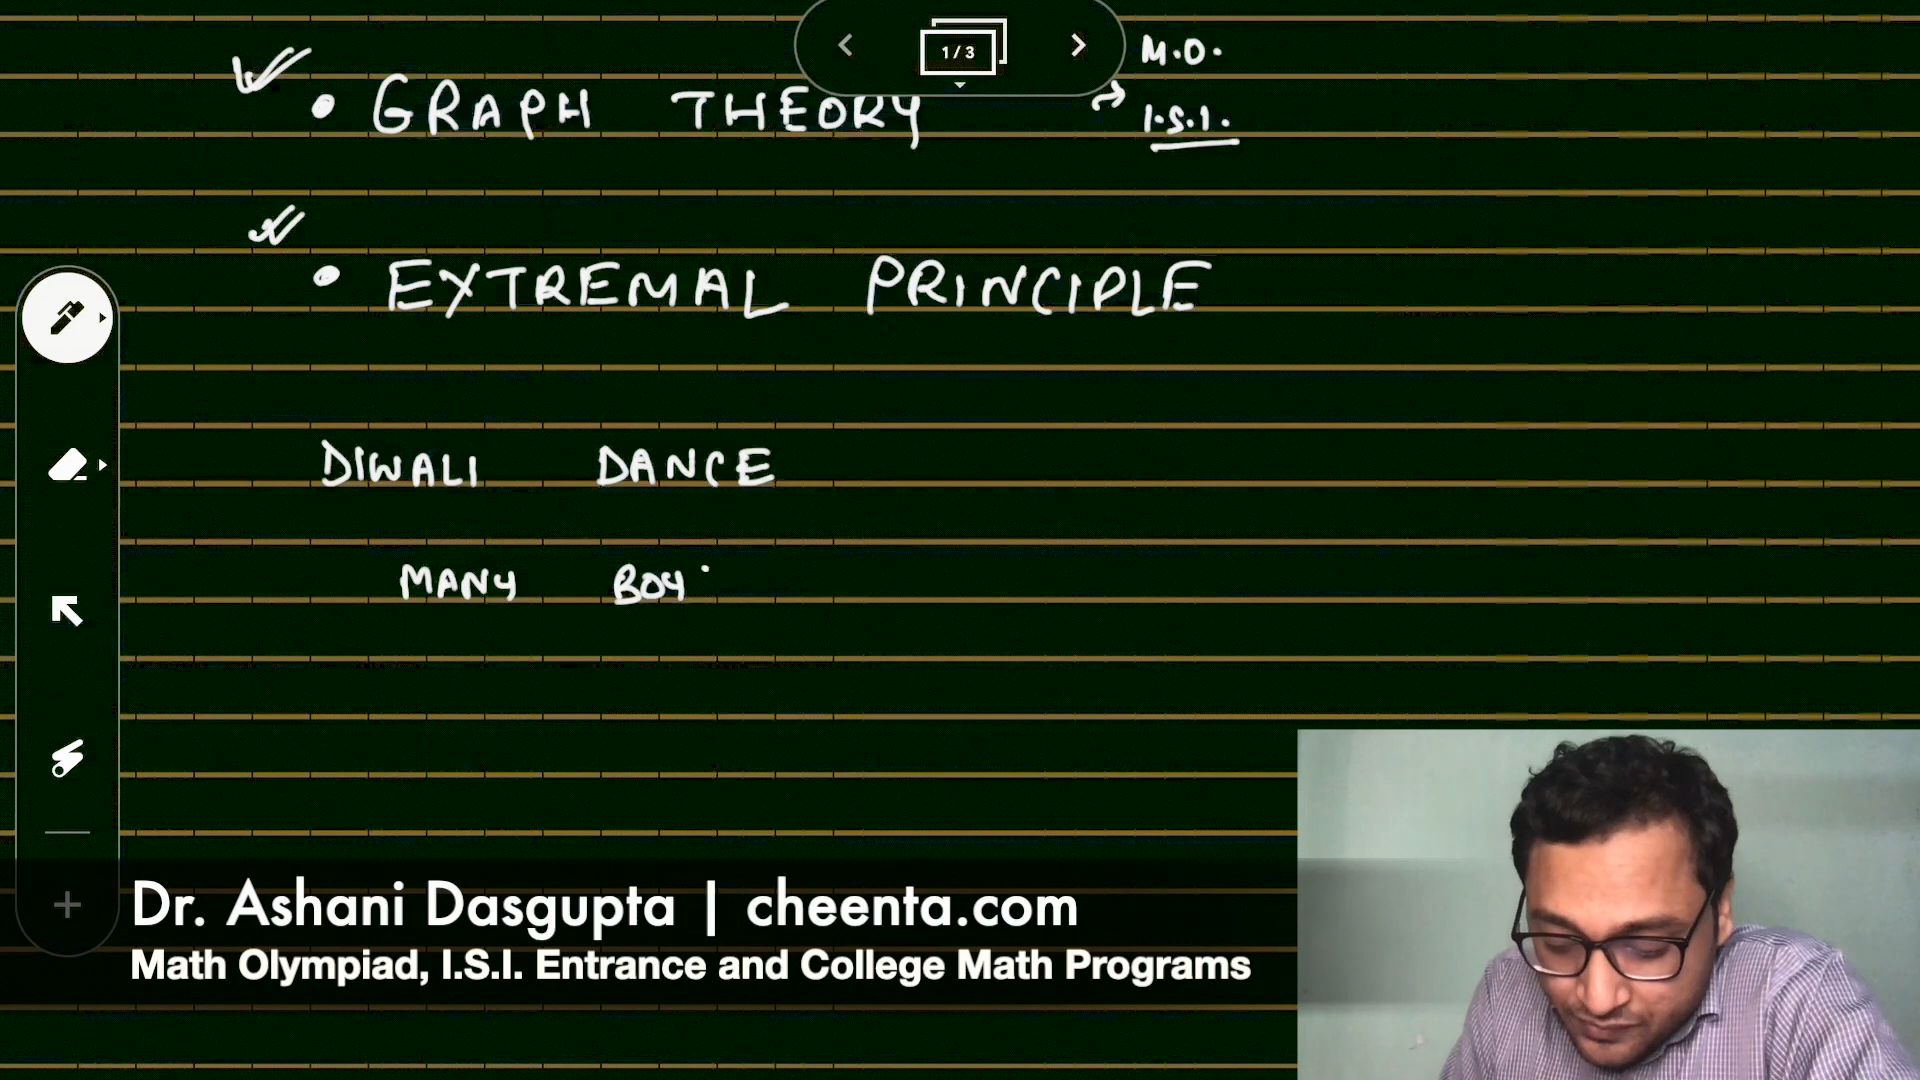 1 / 3
M.O.
• GRAPH THEORY → I.S.I.
• EXTREMAL PRINCIPLE
DIWALI DANCE
MANY BOY
Dr. Ashani Dasgupta | cheenta.com
Math Olympiad, I.S.I. Entrance and College Math Programs